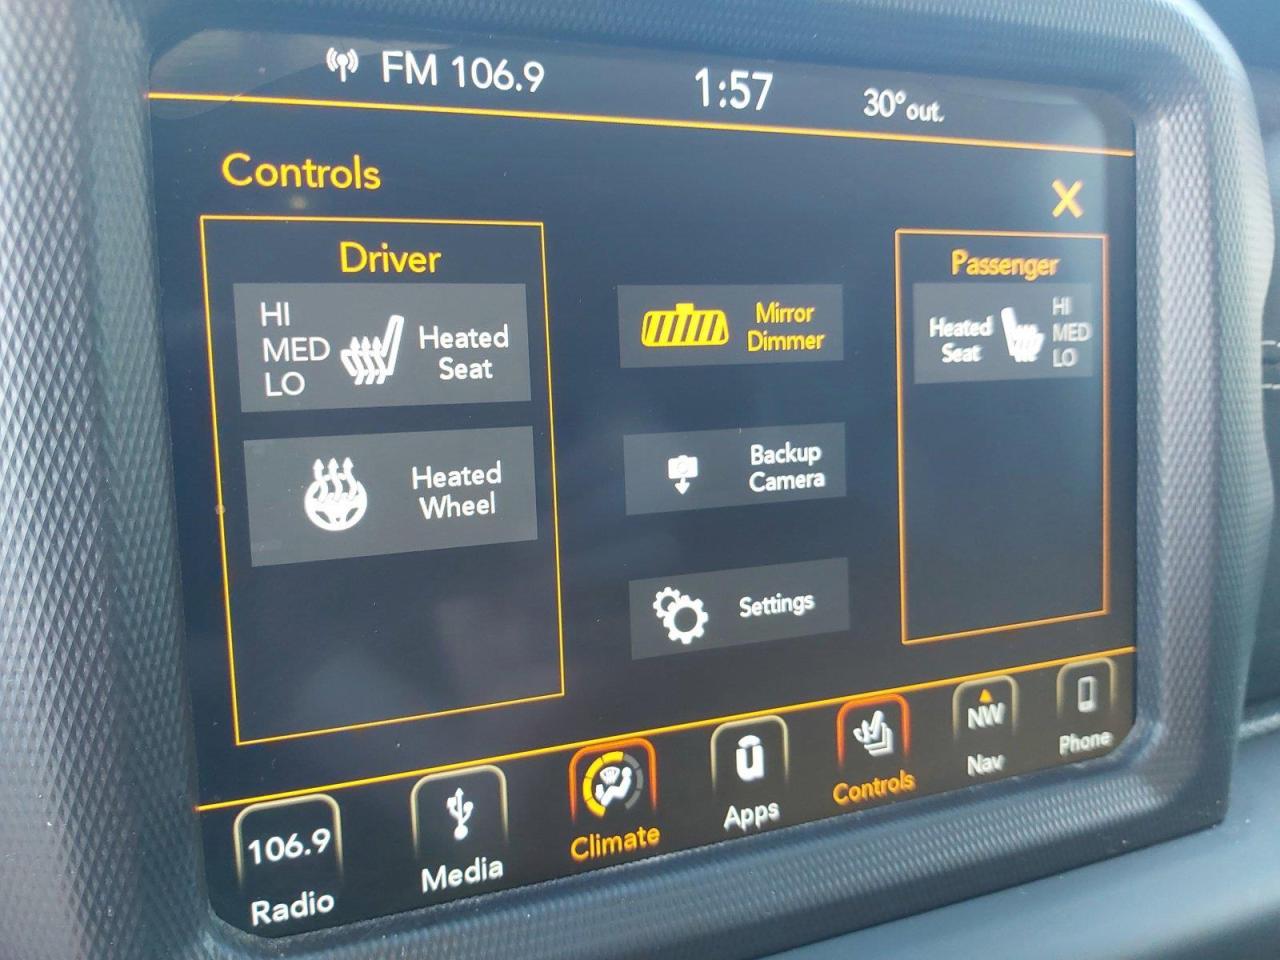 FM 106.9
1:57
30° out.
Controls
X
Driver
HI
MED
LO
Heated
Seat
Heated
Wheel
Mirror
Dimmer
Backup
Camera
Settings
Passenger
Heated
Seat
HI
MED
LO
106.9
Radio
Media
Climate
Apps
Controls
NW
Nav
Phone